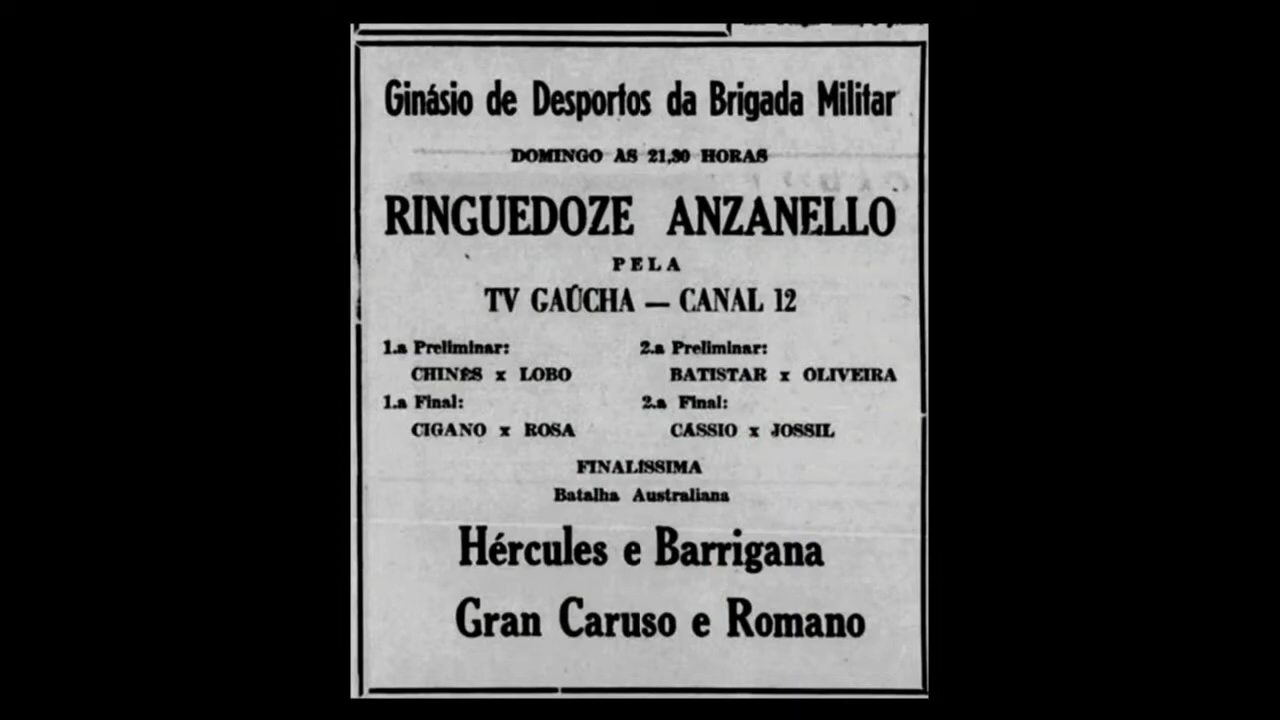 Ginásio de Desportos da Brigada Militar
DOMINGO AS 21,30 HORAS
RINGUEDOZE ANZANELLO
PELA
TV GAÚCHA — CANAL 12
1.a Preliminar:
CHINÊS x LOBO
2.a Preliminar:
BATISTAR x OLIVEIRA
1.a Final:
CIGANO x ROSA
2.a Final:
CASSIO x JOSSIL
FINALÍSSIMA
Batalha Australiana
Hércules e Barrigana
Gran Caruso e Romano